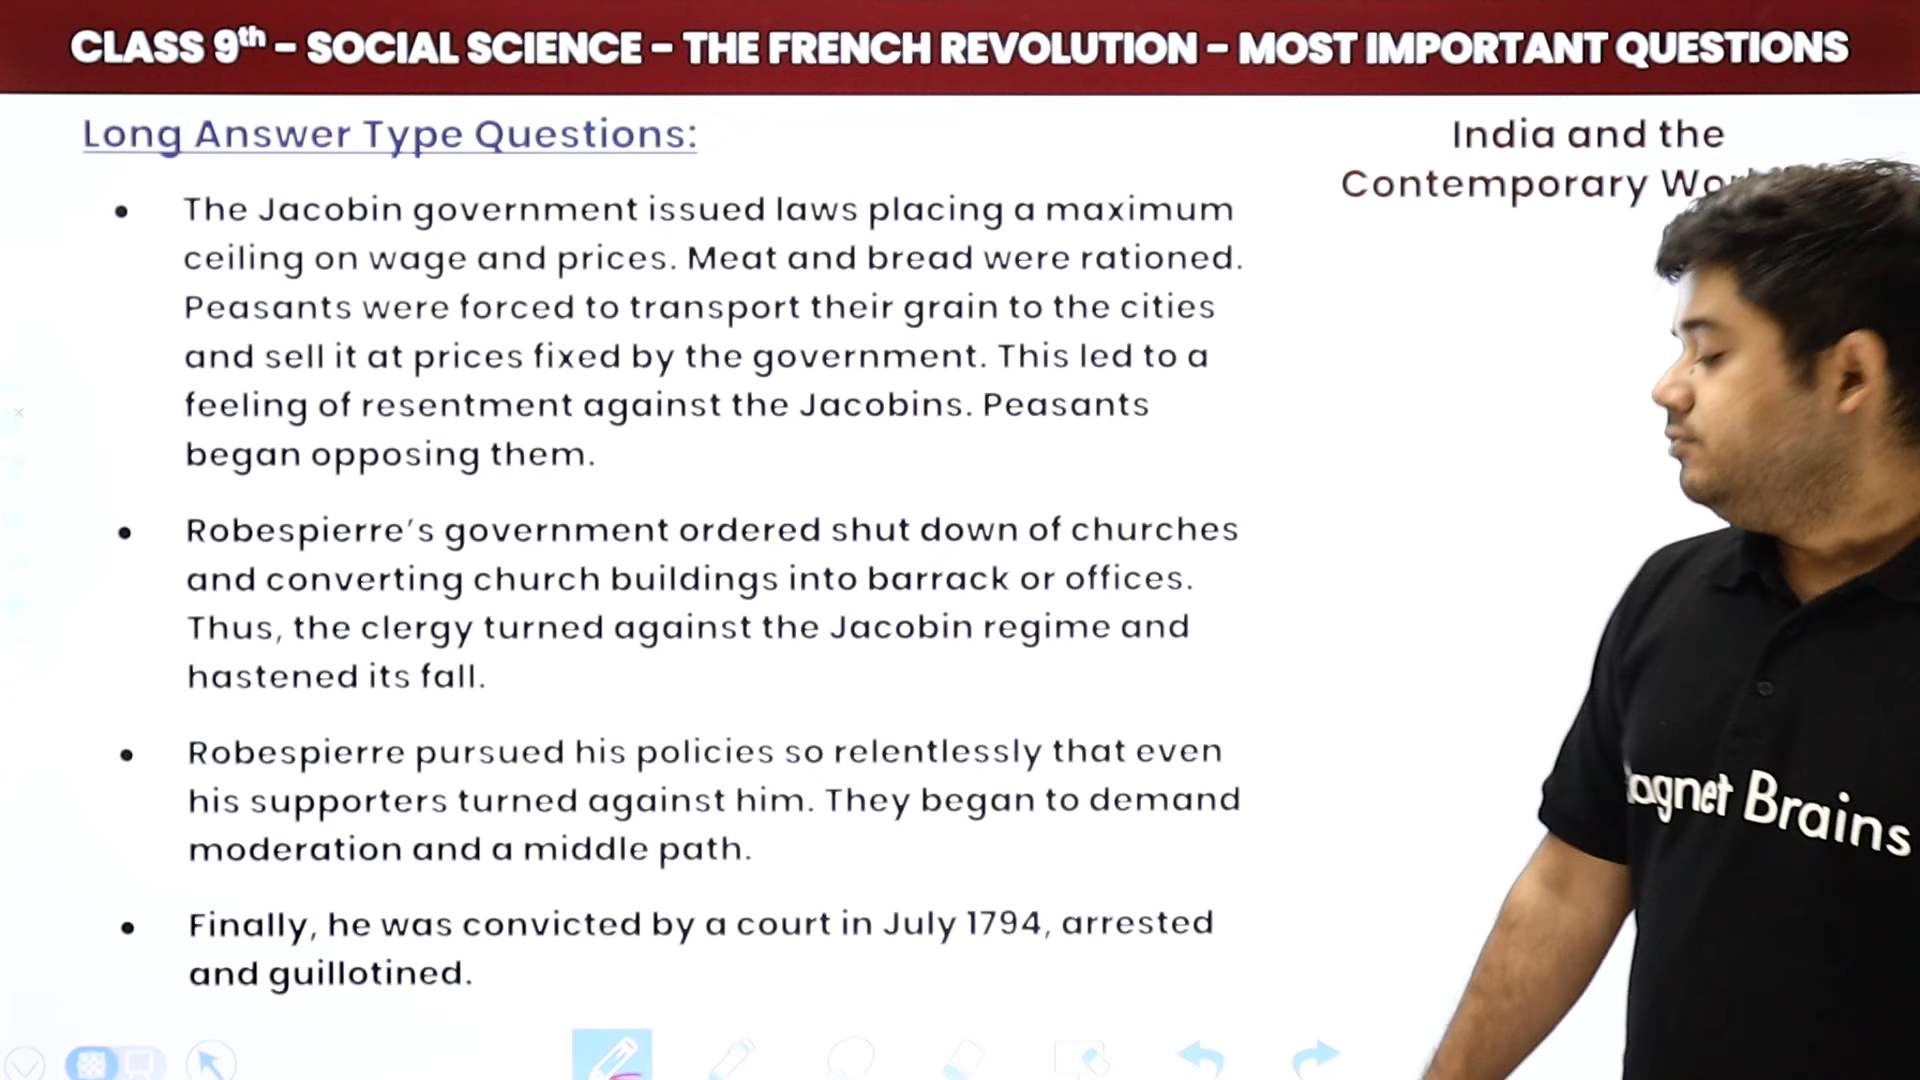 CLASS 9th – SOCIAL SCIENCE – THE FRENCH REVOLUTION – MOST IMPORTANT QUESTIONS
Long Answer Type Questions:
India and the
Contemporary
• The Jacobin government issued laws placing a maximum
ceiling on wage and prices. Meat and bread were rationed.
Peasants were forced to transport their grain to the cities
and sell it at prices fixed by the government. This led to a
feeling of resentment against the Jacobins. Peasants
began opposing them.
• Robespierre’s government ordered shut down of churches
and converting church buildings into barrack or offices.
Thus, the clergy turned against the Jacobin regime and
hastened its fall.
• Robespierre pursued his policies so relentlessly that even
his supporters turned against him. They began to demand
moderation and a middle path.
• Finally, he was convicted by a court in July 1794, arrested
and guillotined.
Brains